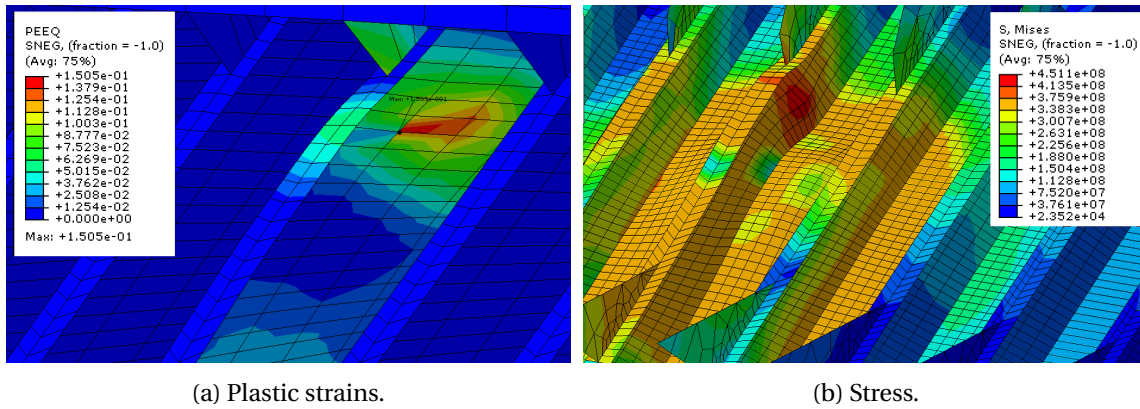 PEEQ
SNEG, (fraction = -1.0)
(Avg: 75%)
+1.505e-01
+1.379e-01
+1.254e-01
+1.128e-01
+1.003e-01
+8.777e-02
+7.523e-02
+6.269e-02
+5.015e-02
+3.762e-02
+2.508e-02
+1.254e-02
+0.000e+00
Max: +1.505e-01
Max: +1.505e-001
S, Mises
SNEG, (fraction = -1.0)
(Avg: 75%)
+4.511e+08
+4.135e+08
+3.759e+08
+3.383e+08
+3.007e+08
+2.631e+08
+2.256e+08
+1.880e+08
+1.504e+08
+1.128e+08
+7.520e+07
+3.761e+07
+2.352e+04
(a) Plastic strains.
(b) Stress.